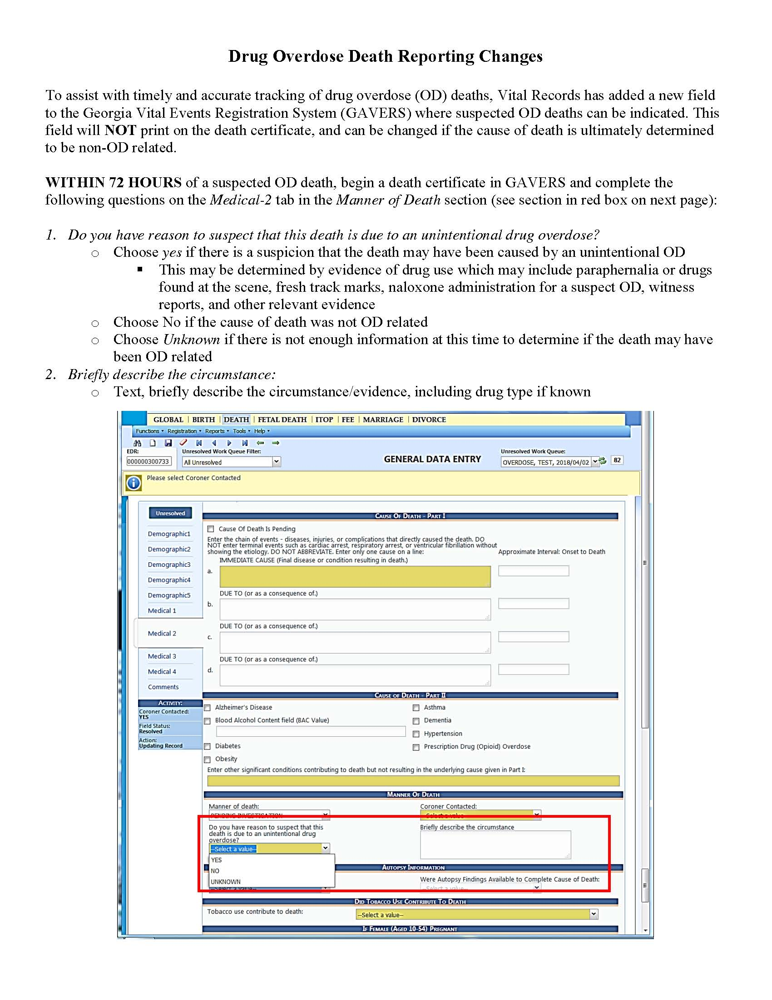 Drug Overdose Death Reporting Changes
To assist with timely and accurate tracking of drug overdose (OD) deaths, Vital Records has added a new field
to the Georgia Vital Events Registration System (GAVERS) where suspected OD deaths can be indicated. This
field will NOT print on the death certificate, and can be changed if the cause of death is ultimately determined
to be non-OD related.
WITHIN 72 HOURS of a suspected OD death, begin a death certificate in GAVERS and complete the
following questions on the Medical-2 tab in the Manner of Death section (see section in red box on next page):
1. Do you have reason to suspect that this death is due to an unintentional drug overdose?
o Choose yes if there is a suspicion that the death may have been caused by an unintentional OD
▪ This may be determined by evidence of drug use which may include paraphernalia or drugs
found at the scene, fresh track marks, naloxone administration for a suspect OD, witness
reports, and other relevant evidence
o Choose No if the cause of death was not OD related
o Choose Unknown if there is not enough information at this time to determine if the death may have
been OD related
2. Briefly describe the circumstance:
o Text, briefly describe the circumstance/evidence, including drug type if known
GLOBAL | BIRTH | DEATH | FETAL DEATH | ITOP | FEE | MARRIAGE | DIVORCE
Functions Registration Reports Tools Help
EDR: Unresolved Work Queue Filter: Unresolved Work Queue:
000000300733 All Unresolved GENERAL DATA ENTRY OVERDOSE, TEST, 2018/04/02 82
Please select Coroner Contacted
Unresolved
Demographic1
Demographic2
Demographic3
Demographic4
Demographic5
Medical 1
Medical 2
Medical 3
Medical 4
Comments
ACTIVITY:
Coroner Contacted:
YES
Field Status:
Resolved
Action:
Updating Record
CAUSE OF DEATH - PART I
Cause Of Death Is Pending
Enter the chain of events - diseases, injuries, or complications that directly caused the death. DO
NOT enter terminal events such as cardiac arrest, respiratory arrest, or ventricular fibrillation without
showing the etiology. DO NOT ABBREVIATE. Enter only one cause on a line: Approximate Interval: Onset to Death
IMMEDIATE CAUSE (Final disease or condition resulting in death.)
a.
DUE TO (or as a consequence of.)
b.
DUE TO (or as a consequence of.)
c.
DUE TO (or as a consequence of.)
d.
CAUSE OF DEATH - PART II
Alzheimer's Disease Asthma
Blood Alcohol Content field (BAC Value) Dementia
Hypertension
Diabetes Prescription Drug (Opioid) Overdose
Obesity
Enter other significant conditions contributing to death but not resulting in the underlying cause given in Part I:
MANNER OF DEATH
Manner of death: Coroner Contacted:
PENDING INVESTIGATION --Select a value--
Do you have reason to suspect that this Briefly describe the circumstance
death is due to an unintentional drug
overdose?
--Select a value--
YES
NO
UNKNOWN
AUTOPSY INFORMATION
Were Autopsy Findings Available to Complete Cause of Death:
--Select a value-- --Select a value--
DID TOBACCO USE CONTRIBUTE TO DEATH
Tobacco use contribute to death: --Select a value--
IF FEMALE (AGED 10-54) PREGNANT